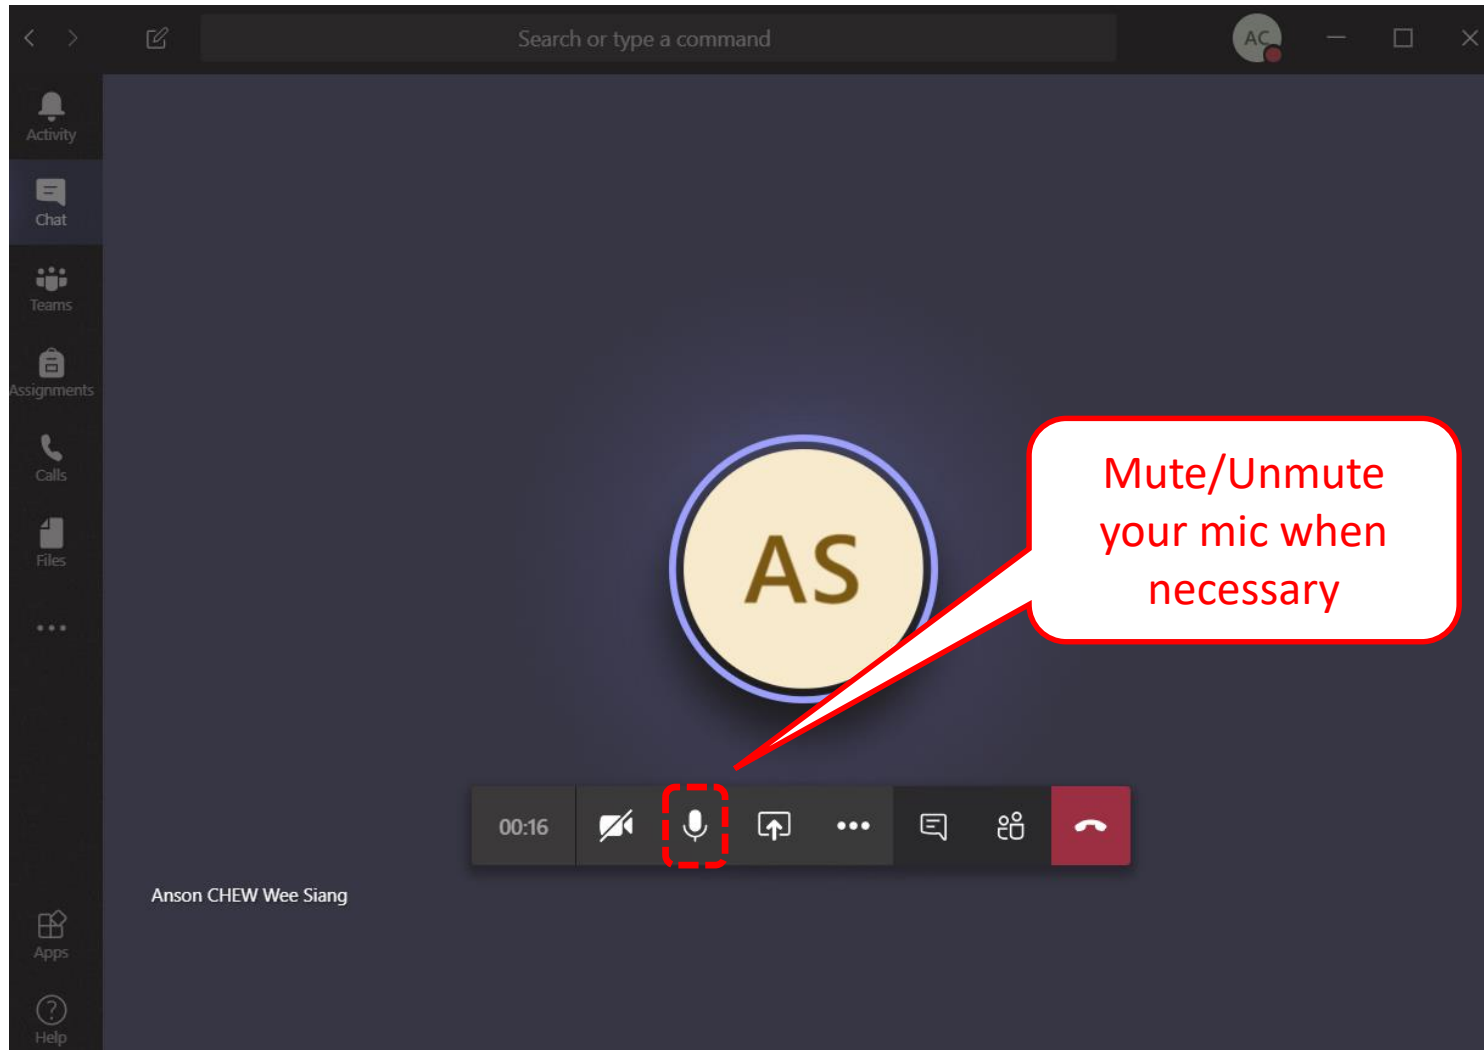 Search or type a command
AC
Activity
Chat
Teams
Assignments
Calls
Files
AS
Mute/Unmute
your mic when
necessary
00:16
Anson CHEW Wee Siang
Apps
Help